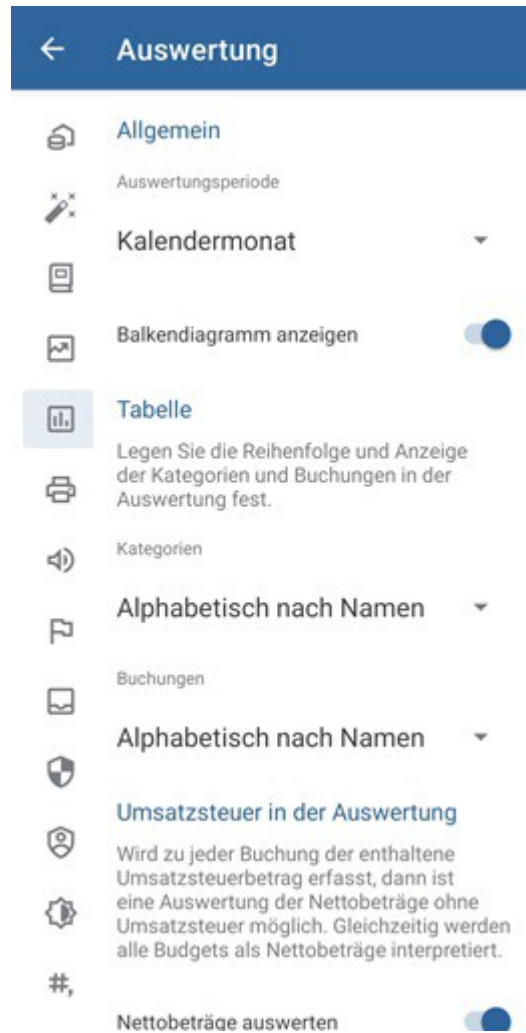 Auswertung
Allgemein
Auswertungsperiode
Kalendermonat
Balkendiagramm anzeigen
Tabelle
Legen Sie die Reihenfolge und Anzeige
der Kategorien und Buchungen in der
Auswertung fest.
Kategorien
Alphabetisch nach Namen
Buchungen
Alphabetisch nach Namen
Umsatzsteuer in der Auswertung
Wird zu jeder Buchung der enthaltene
Umsatzsteuerbetrag erfasst, dann ist
eine Auswertung der Nettobeträge ohne
Umsatzsteuer möglich. Gleichzeitig werden
alle Budgets als Nettobeträge interpretiert.
#,
Nettobeträge auswerten